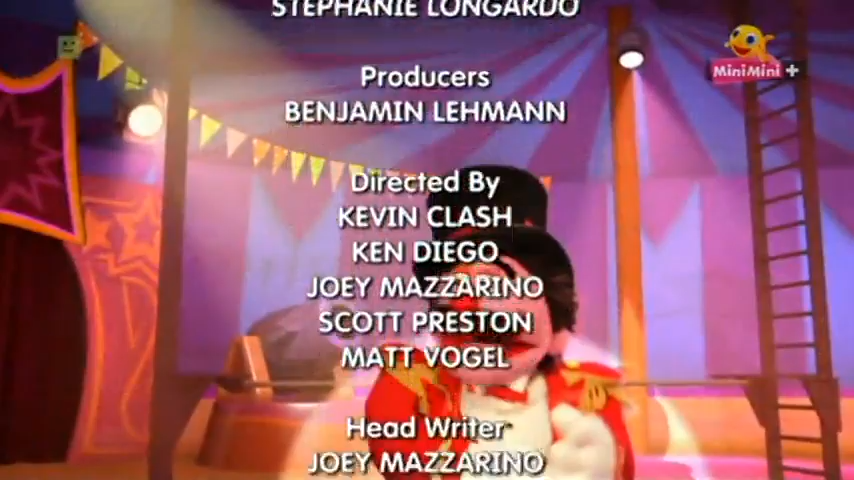 STEPHANIE LONGARDO
MiniMini +
Producers
BENJAMIN LEHMANN
Directed By
KEVIN CLASH
KEN DIEGO
JOEY MAZZARINO
SCOTT PRESTON
MATT VOGEL
Head Writer
JOEY MAZZARINO